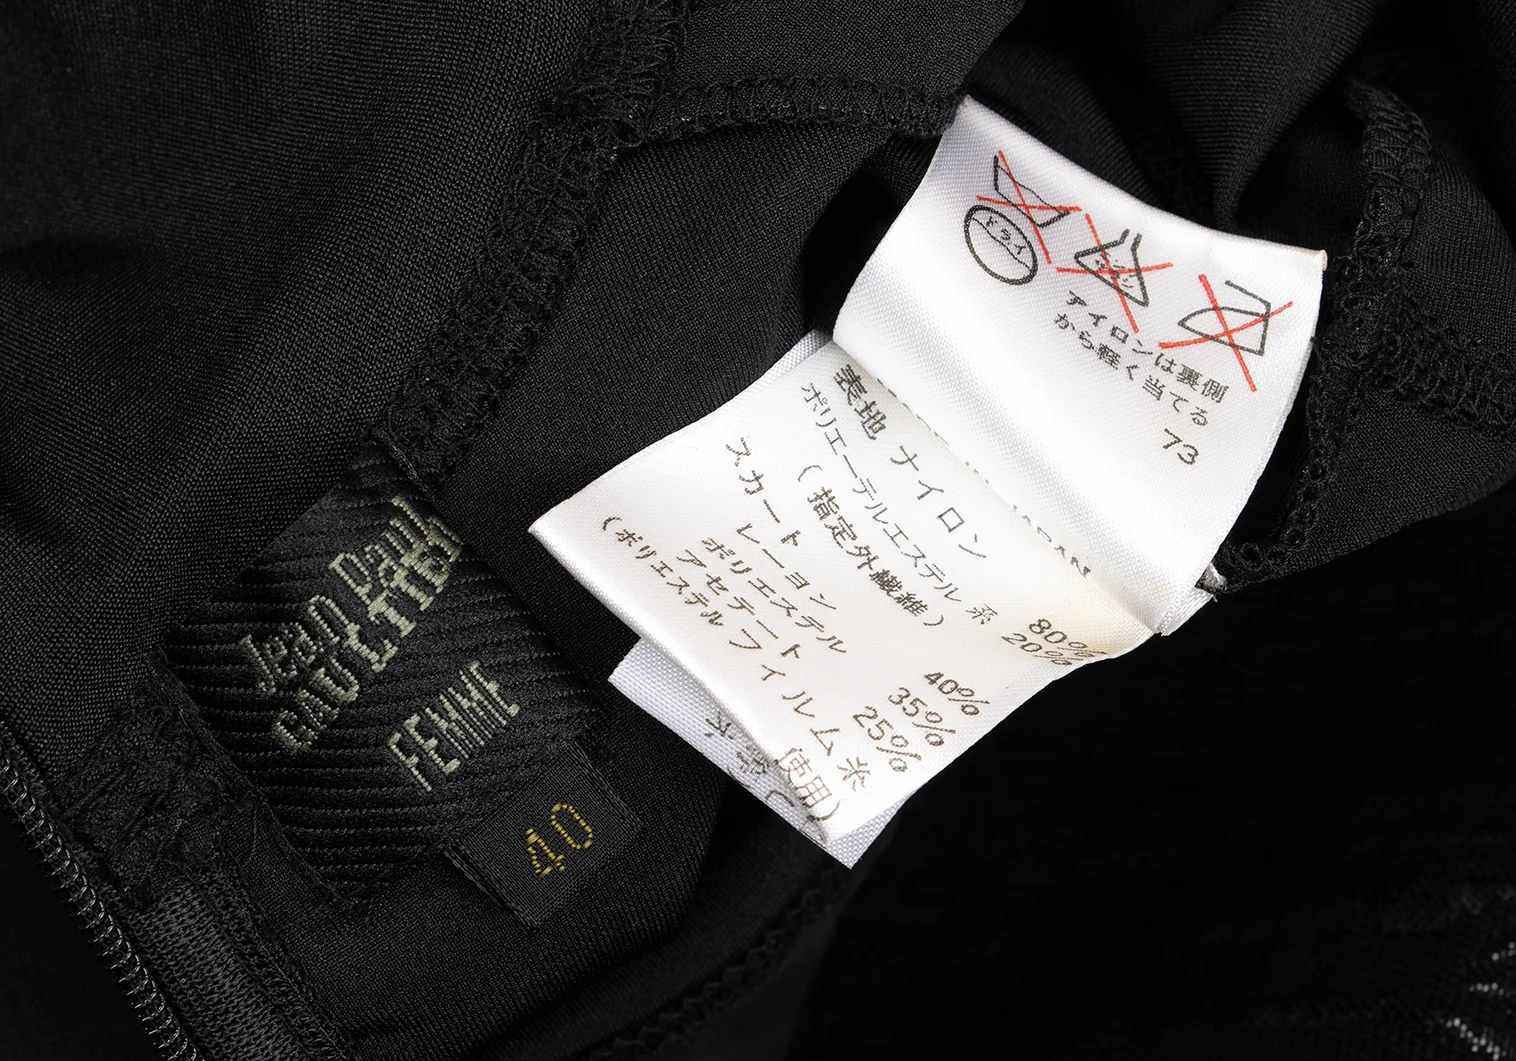 Jean Paul
GAULTIER
FEMME
40
ドライ
アイロンは裏側
から軽く当てる
73
表地 ナイロン 80%
ポリエーテルエステル系 20%
(指定外繊維)
スカート
レーヨン 40%
ポリエステル 35%
アセテート 25%
(ポリエステルフィルム糸
使用)